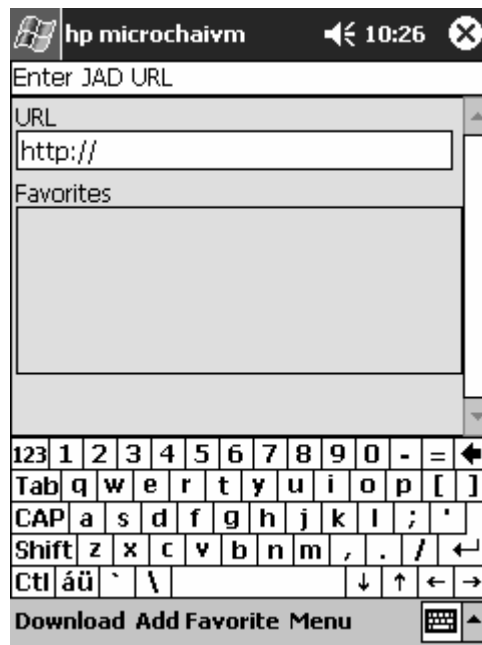 hp microchaivm 10:26
Enter JAD URL
URL
http://
Favorites
123 1 2 3 4 5 6 7 8 9 0 - =
Tab q w e r t y u i o p [ ]
CAP a s d f g h j k l ; '
Shift z x c v b n m , . /
Ctl áü ` \ ↓ ↑ ← →
Download Add Favorite Menu